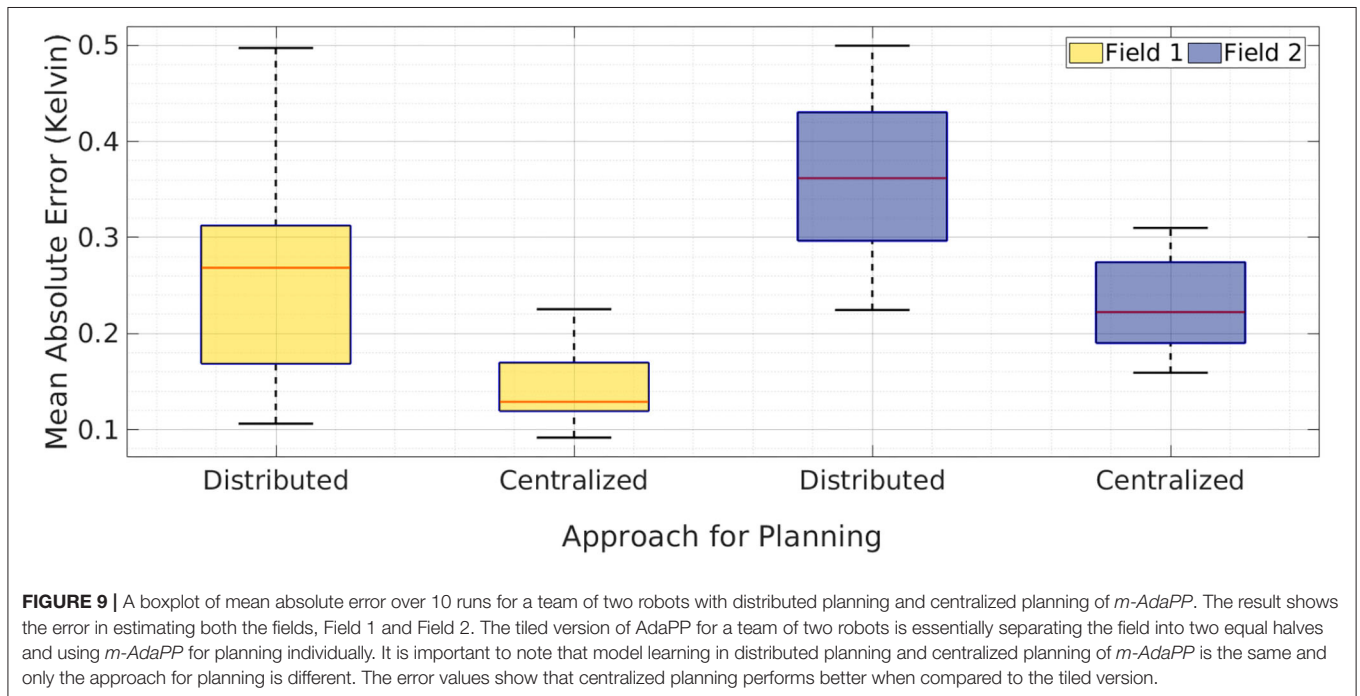 Mean Absolute Error (Kelvin)
0.5
0.4
0.3
0.2
0.1
Field 1 Field 2
Distributed Centralized Distributed Centralized
Approach for Planning
FIGURE 9 | A boxplot of mean absolute error over 10 runs for a team of two robots with distributed planning and centralized planning of m-AdaPP. The result shows
the error in estimating both the fields, Field 1 and Field 2. The tiled version of AdaPP for a team of two robots is essentially separating the field into two equal halves
and using m-AdaPP for planning individually. It is important to note that model learning in distributed planning and centralized planning of m-AdaPP is the same and
only the approach for planning is different. The error values show that centralized planning performs better when compared to the tiled version.